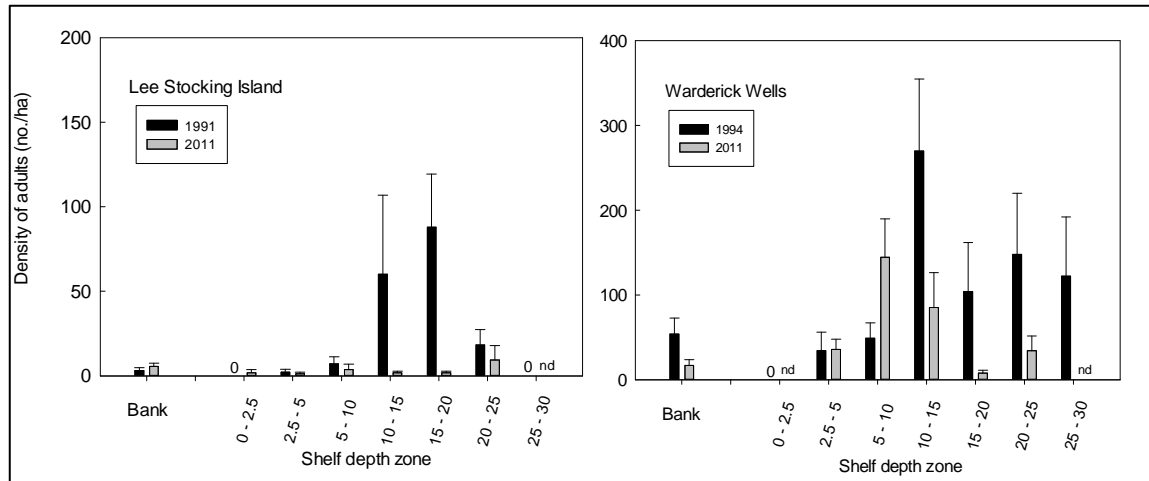 Density of adults (no./ha)
200
150
100
50
0
Lee Stocking Island
1991
2011
0
0 nd
Bank
0 - 2.5
2.5 - 5
5 - 10
10 - 15
15 - 20
20 - 25
25 - 30
Shelf depth zone
400
300
200
100
0
Warderick Wells
1994
2011
0 nd
nd
Bank
0 - 2.5
2.5 - 5
5 - 10
10 - 15
15 - 20
20 - 25
25 - 30
Shelf depth zone